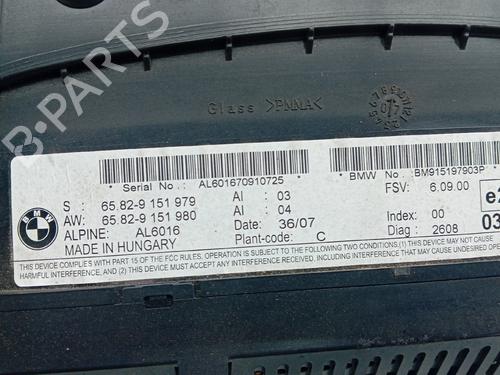 Glass >PMMA<
07
Serial No: AL601670910725
BMW No: BM915197903P
S : 65.82-9 151 979 AI : 03 FSV: 6.09.00
AW: 65.82-9 151 980 AI : 04 Index: 00
ALPINE: AL6016 Date: 36/07 Diag : 2608
MADE IN HUNGARY Plant-code: C
BMW
03
THIS DEVICE COMPLIES WITH PART 15 OF THE FCC RULES. OPERATION IS SUBJECT TO THE FOLLOWING TWO CONDITIONS.(1) THIS DEVICE MAY NOT CAUSE
HARMFUL INTERFERENCE, AND (2) THIS DEVICE MUST ACCEPT ANY INTERFERENCE RECEIVED, INCLUDING INTERFERENCE THAT MAY CAUSE UNDESIRED
B-PARTS